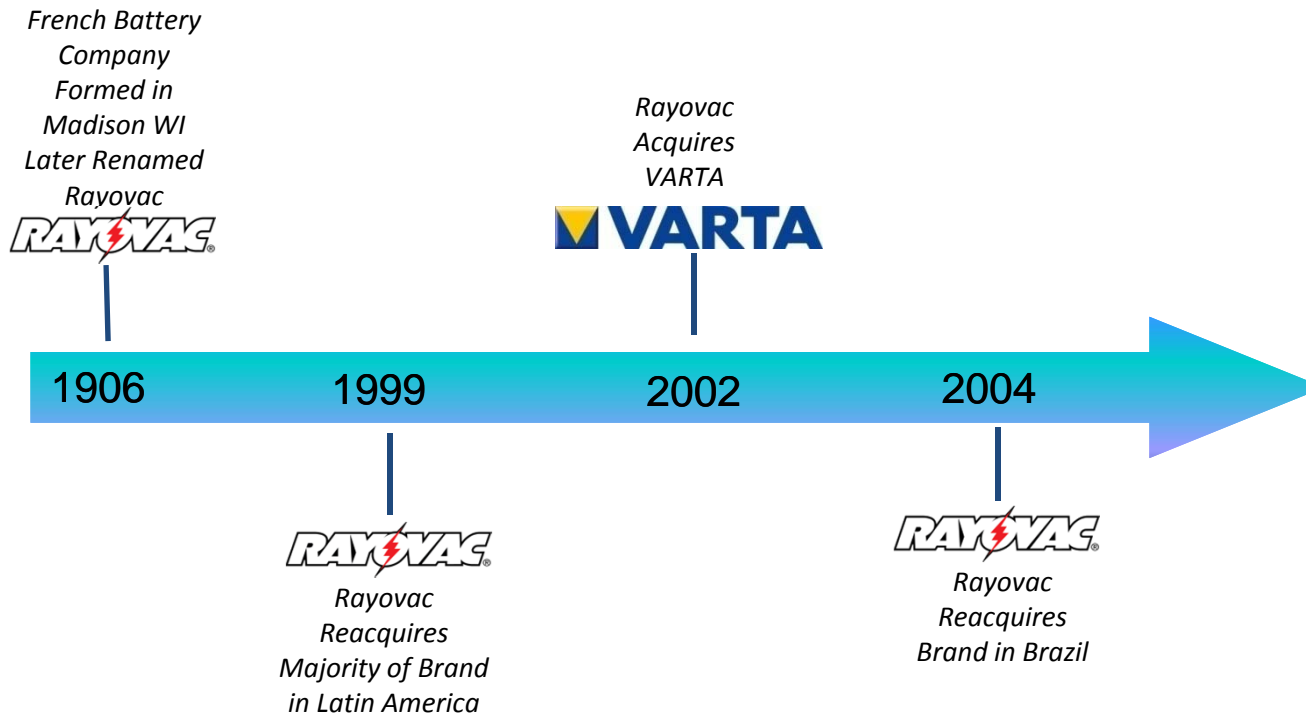 French Battery
Company
Formed in
Madison WI
Later Renamed
Rayovac
RAYOVAC®
Rayovac
Acquires
VARTA
VARTA
1906
1999
2002
2004
RAYOVAC®
Rayovac
Reacquires
Majority of Brand
in Latin America
RAYOVAC®
Rayovac
Reacquires
Brand in Brazil